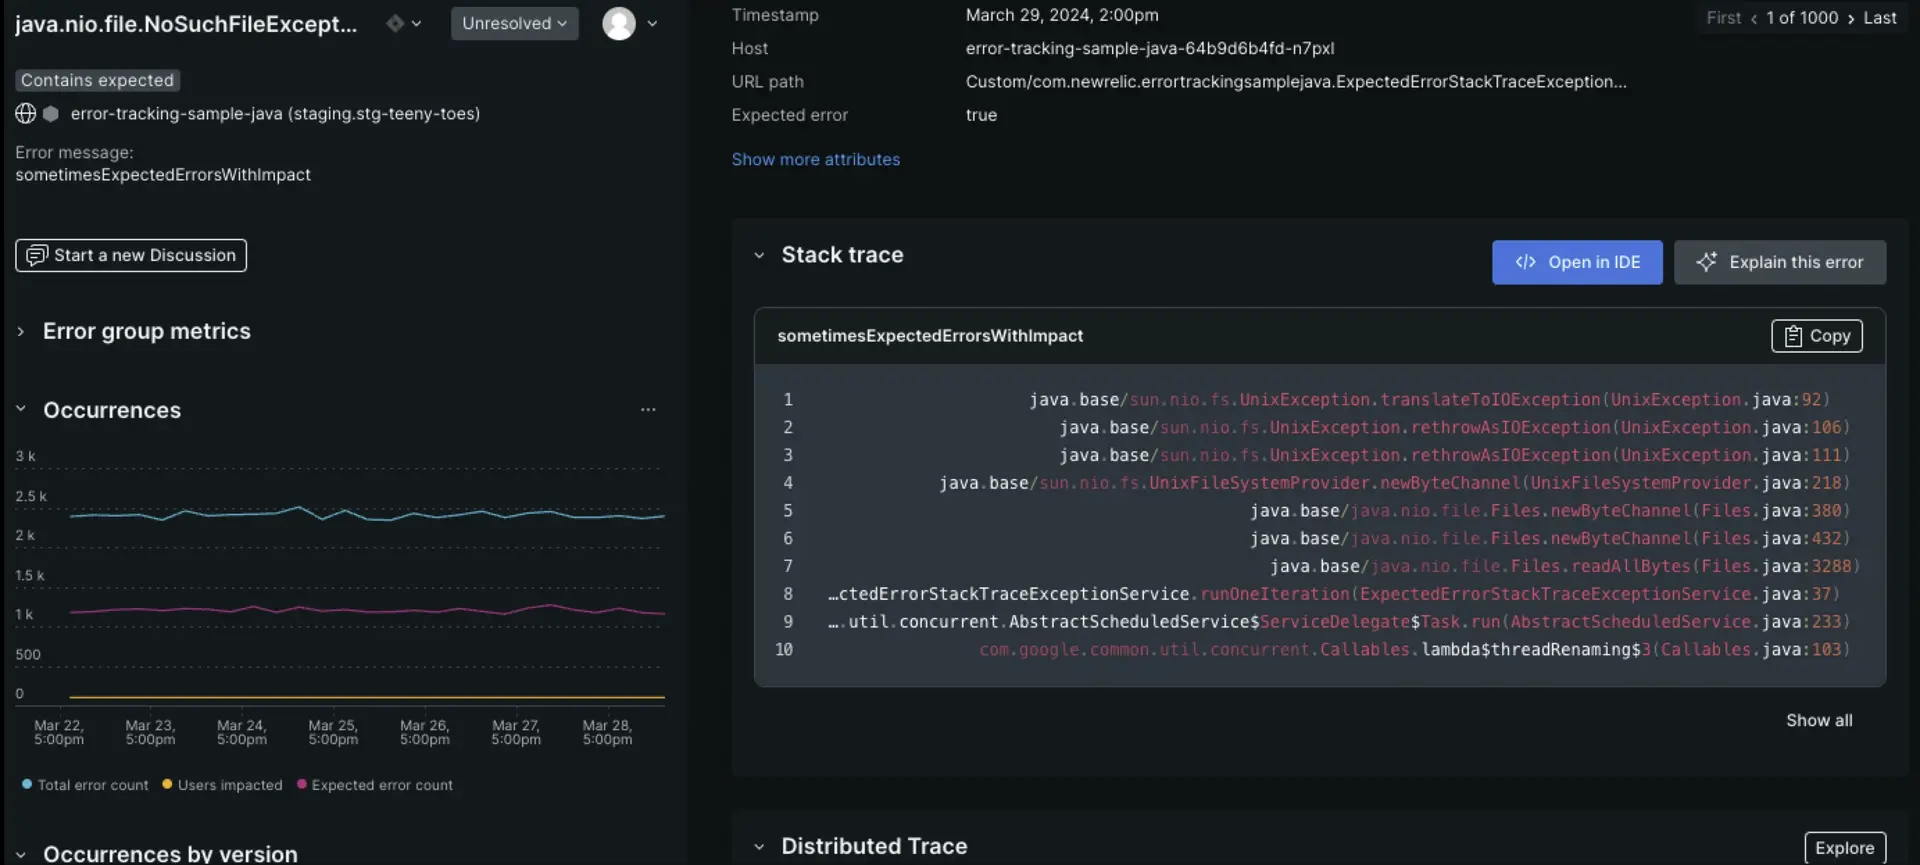 java.nio.file.NoSuchFileExcept...
Unresolved
Contains expected
error-tracking-sample-java (staging.stg-teeny-toes)
Error message:
sometimesExpectedErrorsWithImpact
Start a new Discussion
Error group metrics
Occurrences
3 k
2.5 k
2 k
1.5 k
1 k
500
0
Mar 22, 5:00pm
Mar 23, 5:00pm
Mar 24, 5:00pm
Mar 25, 5:00pm
Mar 26, 5:00pm
Mar 27, 5:00pm
Mar 28, 5:00pm
Total error count
Users impacted
Expected error count
Occurrences by version
Timestamp March 29, 2024, 2:00pm
Host error-tracking-sample-java-64b9d6b4fd-n7pxl
URL path Custom/com.newrelic.errortrackingsamplejava.ExpectedErrorStackTraceException...
Expected error true
Show more attributes
First ‹ 1 of 1000 › Last
Stack trace
Open in IDE
Explain this error
sometimesExpectedErrorsWithImpact
Copy
1 java.base/sun.nio.fs.UnixException.translateToIOException(UnixException.java:92)
2 java.base/sun.nio.fs.UnixException.rethrowAsIOException(UnixException.java:106)
3 java.base/sun.nio.fs.UnixException.rethrowAsIOException(UnixException.java:111)
4 java.base/sun.nio.fs.UnixFileSystemProvider.newByteChannel(UnixFileSystemProvider.java:218)
5 java.base/java.nio.file.Files.newByteChannel(Files.java:380)
6 java.base/java.nio.file.Files.newByteChannel(Files.java:432)
7 java.base/java.nio.file.Files.readAllBytes(Files.java:3288)
8 …ctedErrorStackTraceExceptionService.runOneIteration(ExpectedErrorStackTraceExceptionService.java:37)
9 ….util.concurrent.AbstractScheduledService$ServiceDelegate$Task.run(AbstractScheduledService.java:233)
10 com.google.common.util.concurrent.Callables.lambda$threadRenaming$3(Callables.java:103)
Show all
Distributed Trace
Explore